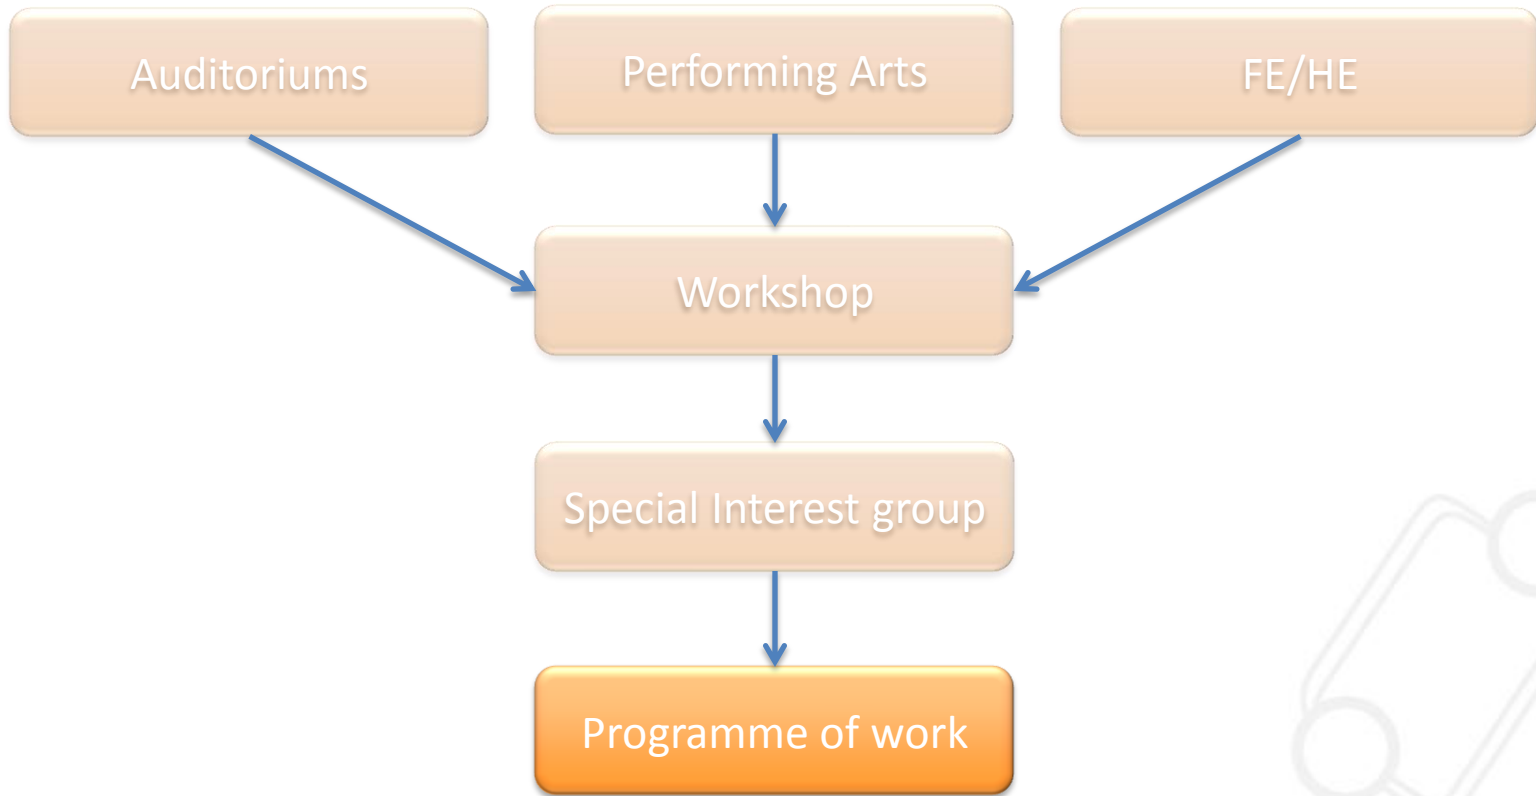 Auditoriums
Performing Arts
FE/HE
Workshop
Special Interest group
Programme of work